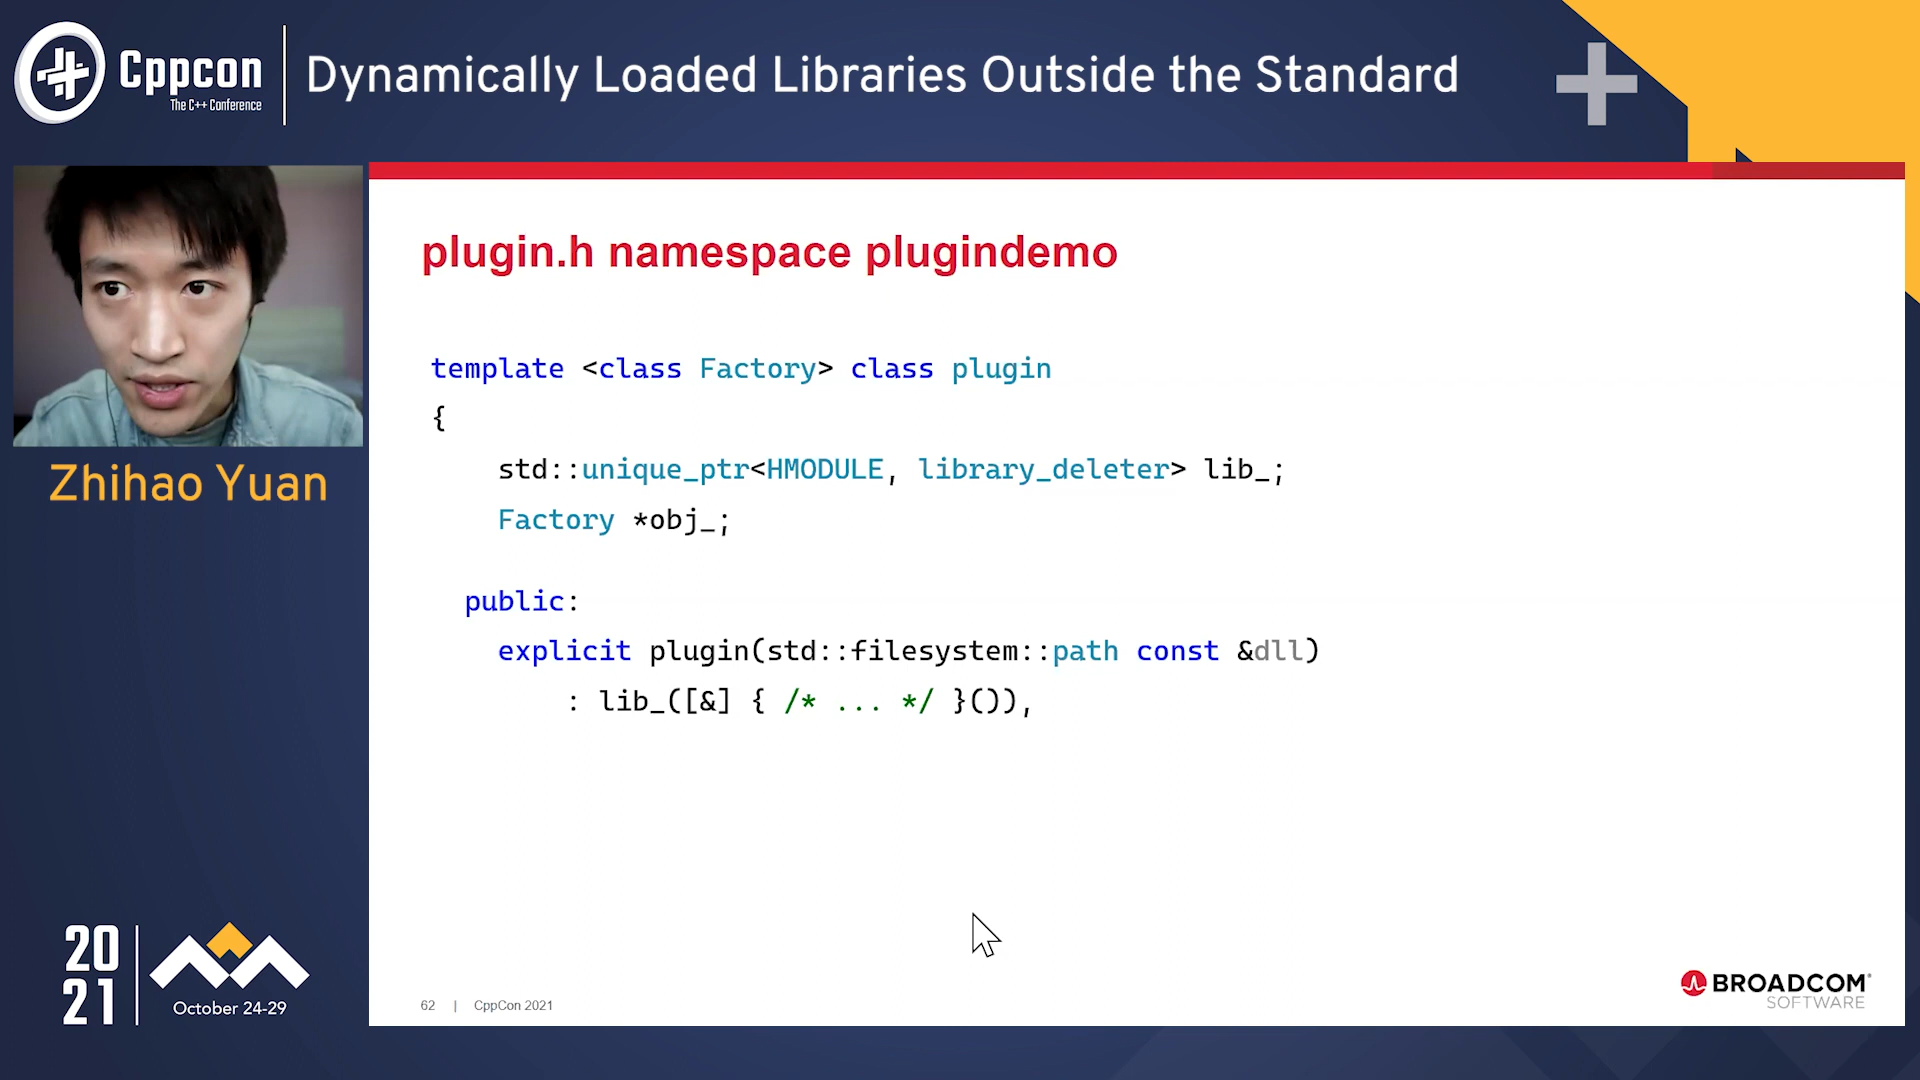 Cppcon
The C++ Conference
Dynamically Loaded Libraries Outside the Standard
Zhihao Yuan
plugin.h namespace plugindemo
template <class Factory> class plugin
{
std::unique_ptr<HMODULE, library_deleter> lib_;
Factory *obj_;
public:
explicit plugin(std::filesystem::path const &dll)
: lib_([&] { /* ... */ }()),
20
21
October 24-29
62 | CppCon 2021
BROADCOM®
SOFTWARE